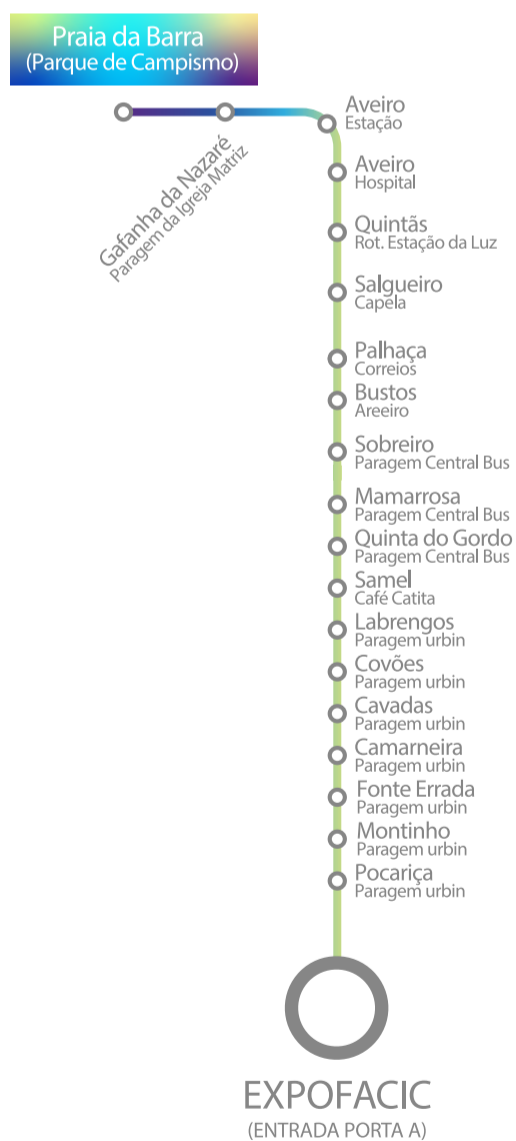 Praia da Barra
(Parque de Campismo)
Gafanha da Nazaré
Paragem da Igreja Matriz
Aveiro
Estação
Aveiro
Hospital
Quintãs
Rot. Estação da Luz
Salgueiro
Capela
Palhaça
Correios
Bustos
Areeiro
Sobreiro
Paragem Central Bus
Mamarrosa
Paragem Central Bus
Quinta do Gordo
Paragem Central Bus
Samel
Café Catita
Labrengos
Paragem urbin
Covões
Paragem urbin
Cavadas
Paragem urbin
Camarneira
Paragem urbin
Fonte Errada
Paragem urbin
Montinho
Paragem urbin
Pocariça
Paragem urbin
EXPOFACIC
(ENTRADA PORTA A)